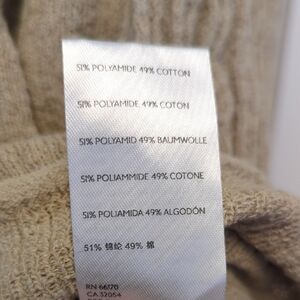 51% POLYAMIDE 49% COTTON
51% POLYAMIDE 49% COTON
51% POLYAMID 49% BAUMWOLLE
51% POLIAMMIDE 49% COTONE
51% POLIAMIDA 49% ALGODÓN
51% 锦纶 49% 棉
RN 66170
CA 32054